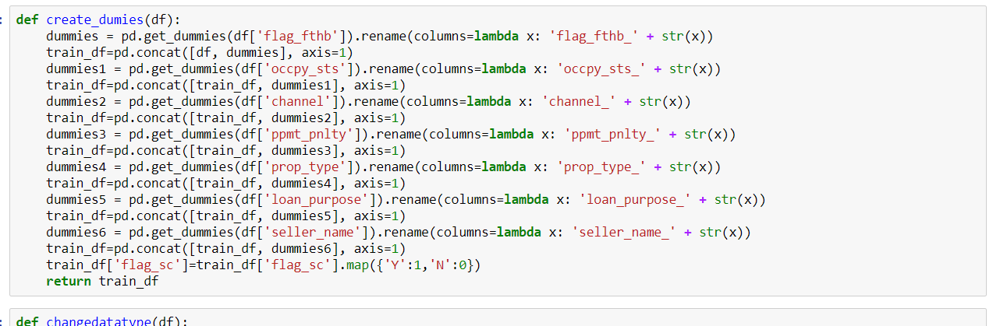 : def create_dumies(df):
    dummies = pd.get_dummies(df['flag_fthb']).rename(columns=lambda x: 'flag_fthb_' + str(x))
    train_df=pd.concat([df, dummies], axis=1)
    dummies1 = pd.get_dummies(df['occpy_sts']).rename(columns=lambda x: 'occpy_sts_' + str(x))
    train_df=pd.concat([train_df, dummies1], axis=1)
    dummies2 = pd.get_dummies(df['channel']).rename(columns=lambda x: 'channel_' + str(x))
    train_df=pd.concat([train_df, dummies2], axis=1)
    dummies3 = pd.get_dummies(df['ppmt_pnlty']).rename(columns=lambda x: 'ppmt_pnlty_' + str(x))
    train_df=pd.concat([train_df, dummies3], axis=1)
    dummies4 = pd.get_dummies(df['prop_type']).rename(columns=lambda x: 'prop_type_' + str(x))
    train_df=pd.concat([train_df, dummies4], axis=1)
    dummies5 = pd.get_dummies(df['loan_purpose']).rename(columns=lambda x: 'loan_purpose_' + str(x))
    train_df=pd.concat([train_df, dummies5], axis=1)
    dummies6 = pd.get_dummies(df['seller_name']).rename(columns=lambda x: 'seller_name_' + str(x))
    train_df=pd.concat([train_df, dummies6], axis=1)
    train_df['flag_sc']=train_df['flag_sc'].map({'Y':1,'N':0})
    return train_df
: def changedatatype(df):